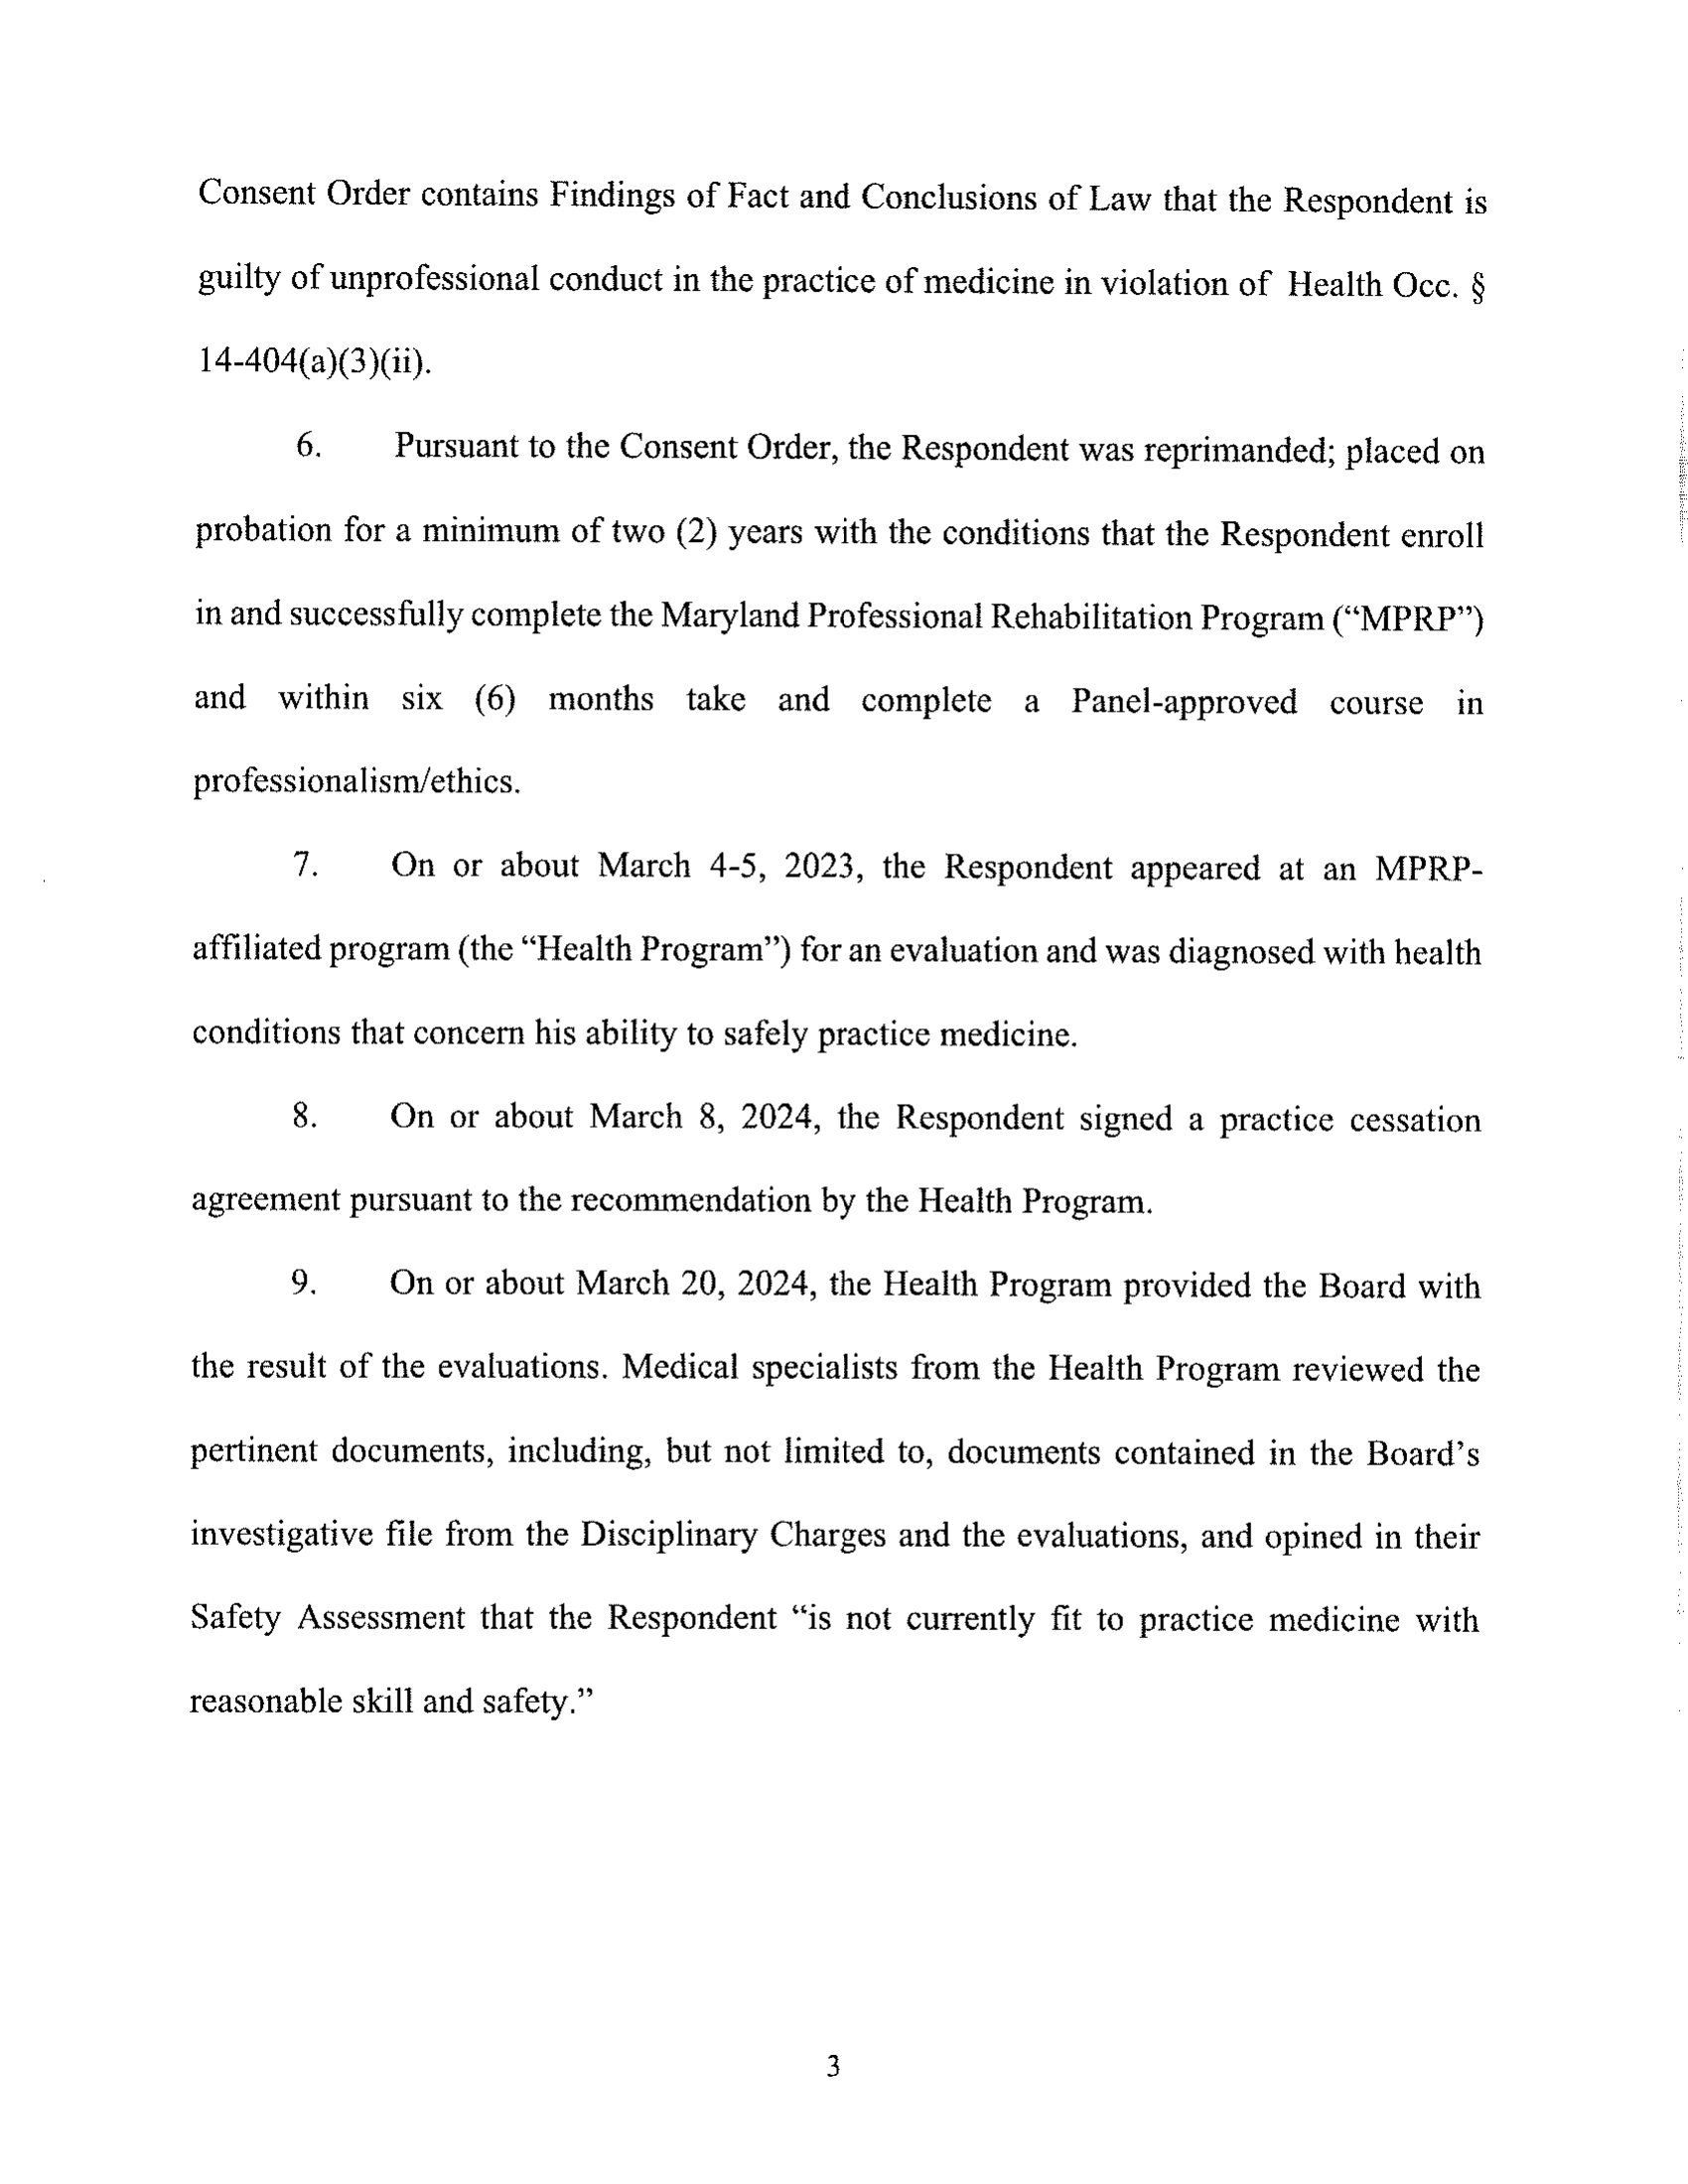 Consent Order contains Findings of Fact and Conclusions of Law that the Respondent is
guilty of unprofessional conduct in the practice of medicine in violation of Health Occ. §
14-404(a)(3)(ii).
6. Pursuant to the Consent Order, the Respondent was reprimanded; placed on
probation for a minimum of two (2) years with the conditions that the Respondent enroll
in and successfully complete the Maryland Professional Rehabilitation Program (“MPRP”)
and within six (6) months take and complete a Panel-approved course in
professionalism/ethics.
7. On or about March 4-5, 2023, the Respondent appeared at an MPRP-
affiliated program (the “Health Program”) for an evaluation and was diagnosed with health
conditions that concern his ability to safely practice medicine.
8. On or about March 8, 2024, the Respondent signed a practice cessation
agreement pursuant to the recommendation by the Health Program.
9. On or about March 20, 2024, the Health Program provided the Board with
the result of the evaluations. Medical specialists from the Health Program reviewed the
pertinent documents, including, but not limited to, documents contained in the Board’s
investigative file from the Disciplinary Charges and the evaluations, and opined in their
Safety Assessment that the Respondent “is not currently fit to practice medicine with
reasonable skill and safety.”
3